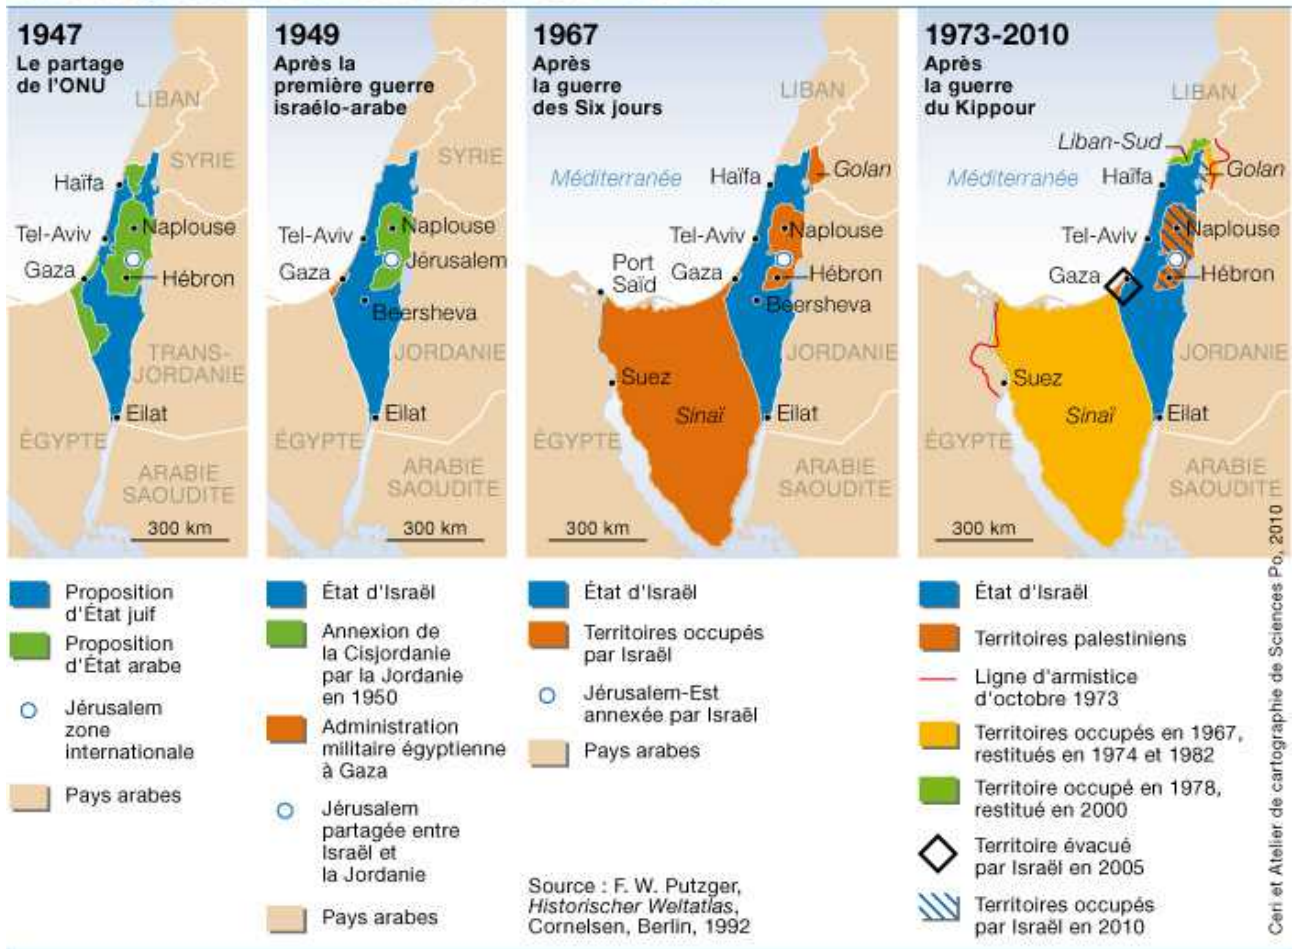 1947
Le partage
de l'ONU
LIBAN
SYRIE
Haïfa
Naplouse
Tel-Aviv
Gaza
Hébron
TRANS-
JORDANIE
Eilat
ÉGYPTE
ARABIE
SAOUDITE
300 km
Proposition
d'État juif
Proposition
d'État arabe
Jérusalem
zone
internationale
Pays arabes
1949
Après la
première guerre
israélo-arabe
SYRIE
Naplouse
Tel-Aviv
Jérusalem
Gaza
Beersheva
JORDANIE
Eilat
ÉGYPTE
ARABIE
SAOUDITE
300 km
État d'Israël
Annexion de
la Cisjordanie
par la Jordanie
en 1950
Administration
militaire égyptienne
à Gaza
Jérusalem
partagée entre
Israël et
la Jordanie
Pays arabes
1967
Après
la guerre
des Six jours
LIBAN
Golan
Méditerranée
Haïfa
Naplouse
Tel-Aviv
Port
Saïd
Gaza
Hébron
Beersheva
JORDANIE
Suez
Sinaï
Eilat
ÉGYPTE
ARABIE
SAOUDITE
300 km
État d'Israël
Territoires occupés
par Israël
Jérusalem-Est
annexée par Israël
Pays arabes
Source : F. W. Putzger,
Historischer Weltatlas,
Cornelsen, Berlin, 1992
1973-2010
Après
la guerre
du Kippour
LIBAN
Liban-Sud
Golan
Méditerranée
Haïfa
Naplouse
Tel-Aviv
Gaza
Hébron
JORDANIE
Suez
Sinaï
Eilat
ÉGYPTE
ARABIE
SAOUDITE
300 km
État d'Israël
Territoires palestiniens
Ligne d'armistice
d'octobre 1973
Territoires occupés en 1967,
restitués en 1974 et 1982
Territoire occupé en 1978,
restitué en 2000
Territoire évacué
par Israël en 2005
Territoires occupés
par Israël en 2010
Ceri et Atelier de cartographie de Sciences Po, 2010